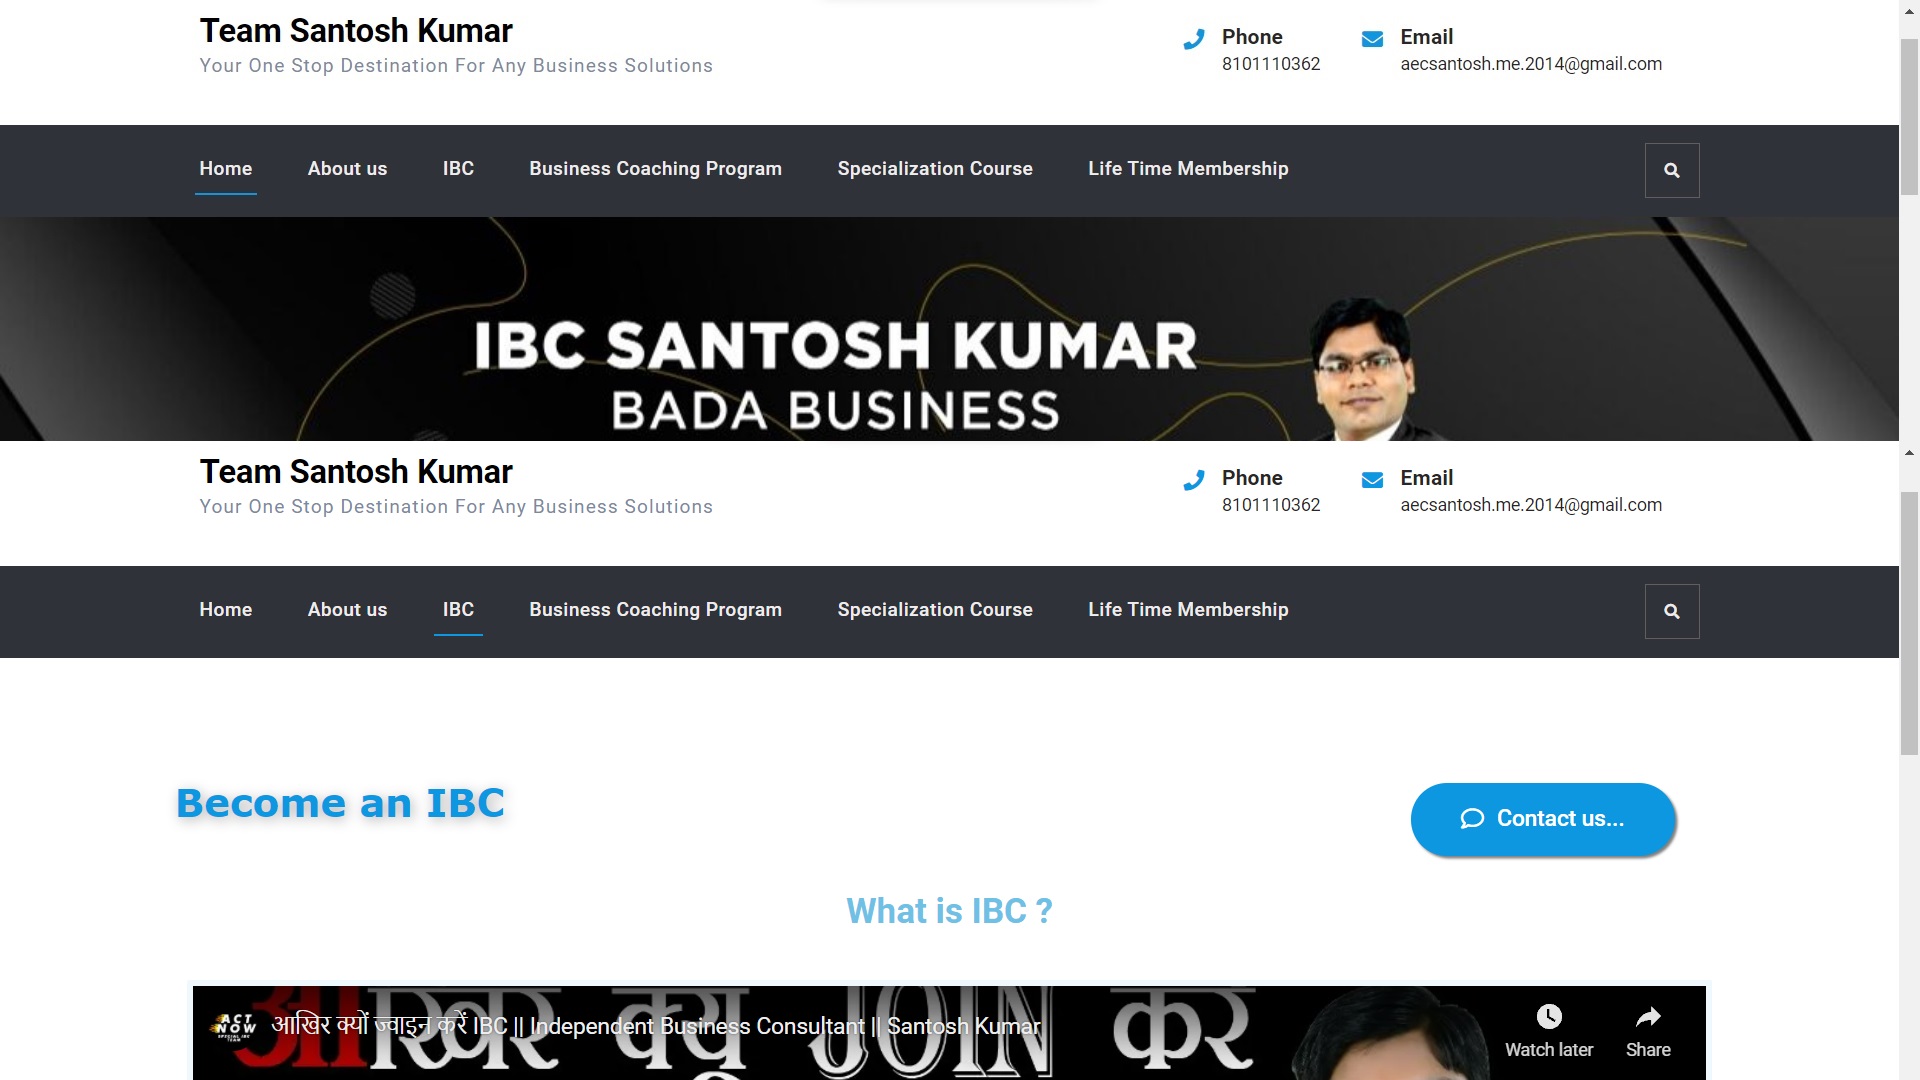 Team Santosh Kumar
Your One Stop Destination For Any Business Solutions
Phone
8101110362
Email
aecsantosh.me.2014@gmail.com
Home About us IBC Business Coaching Program Specialization Course Life Time Membership
IBC SANTOSH KUMAR
BADA BUSINESS
Team Santosh Kumar
Your One Stop Destination For Any Business Solutions
Phone
8101110362
Email
aecsantosh.me.2014@gmail.com
Home About us IBC Business Coaching Program Specialization Course Life Time Membership
Become an IBC
Contact us...
What is IBC ?
ACT
NOW
आखिर क्यों ज्वाइन करें IBC || Independent Business Consultant || Santosh Kumar
Watch later
Share
आखिर क्यु JOIN कर